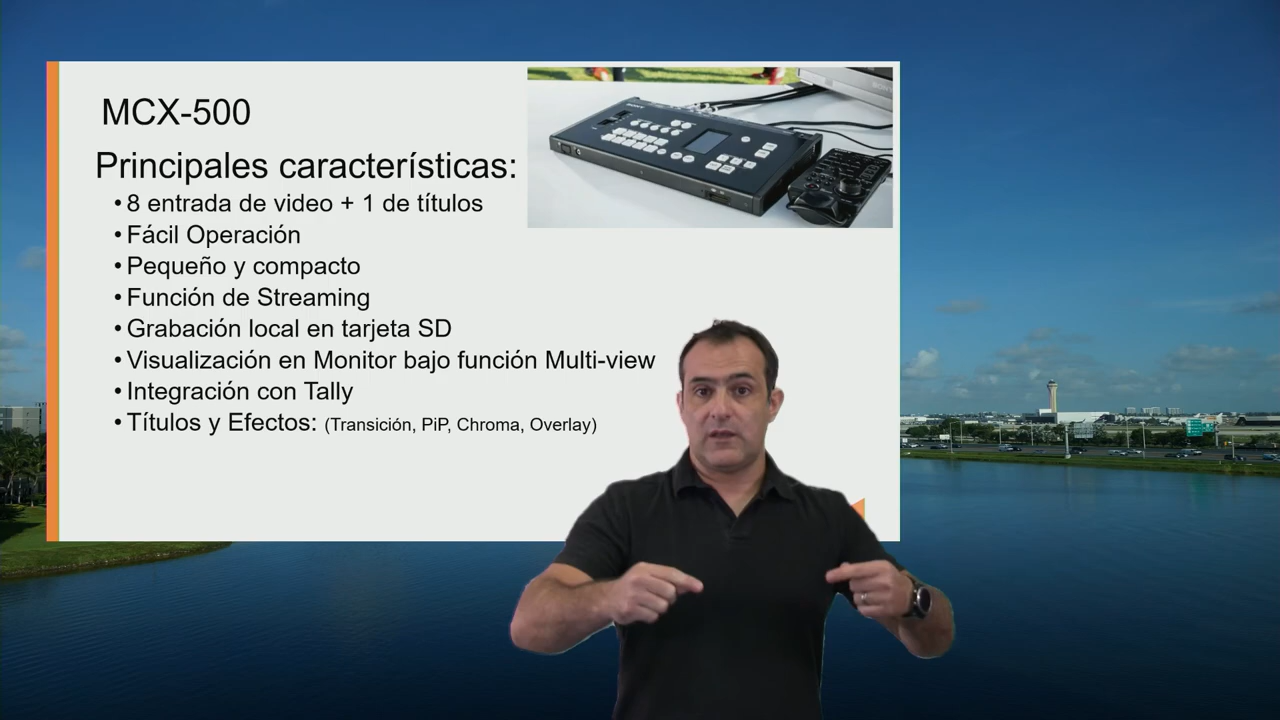 MCX-500
Principales características:
• 8 entrada de video + 1 de títulos
• Fácil Operación
• Pequeño y compacto
• Función de Streaming
• Grabación local en tarjeta SD
• Visualización en Monitor bajo función Multi-view
• Integración con Tally
• Títulos y Efectos: (Transición, PiP, Chroma, Overlay)
SONY